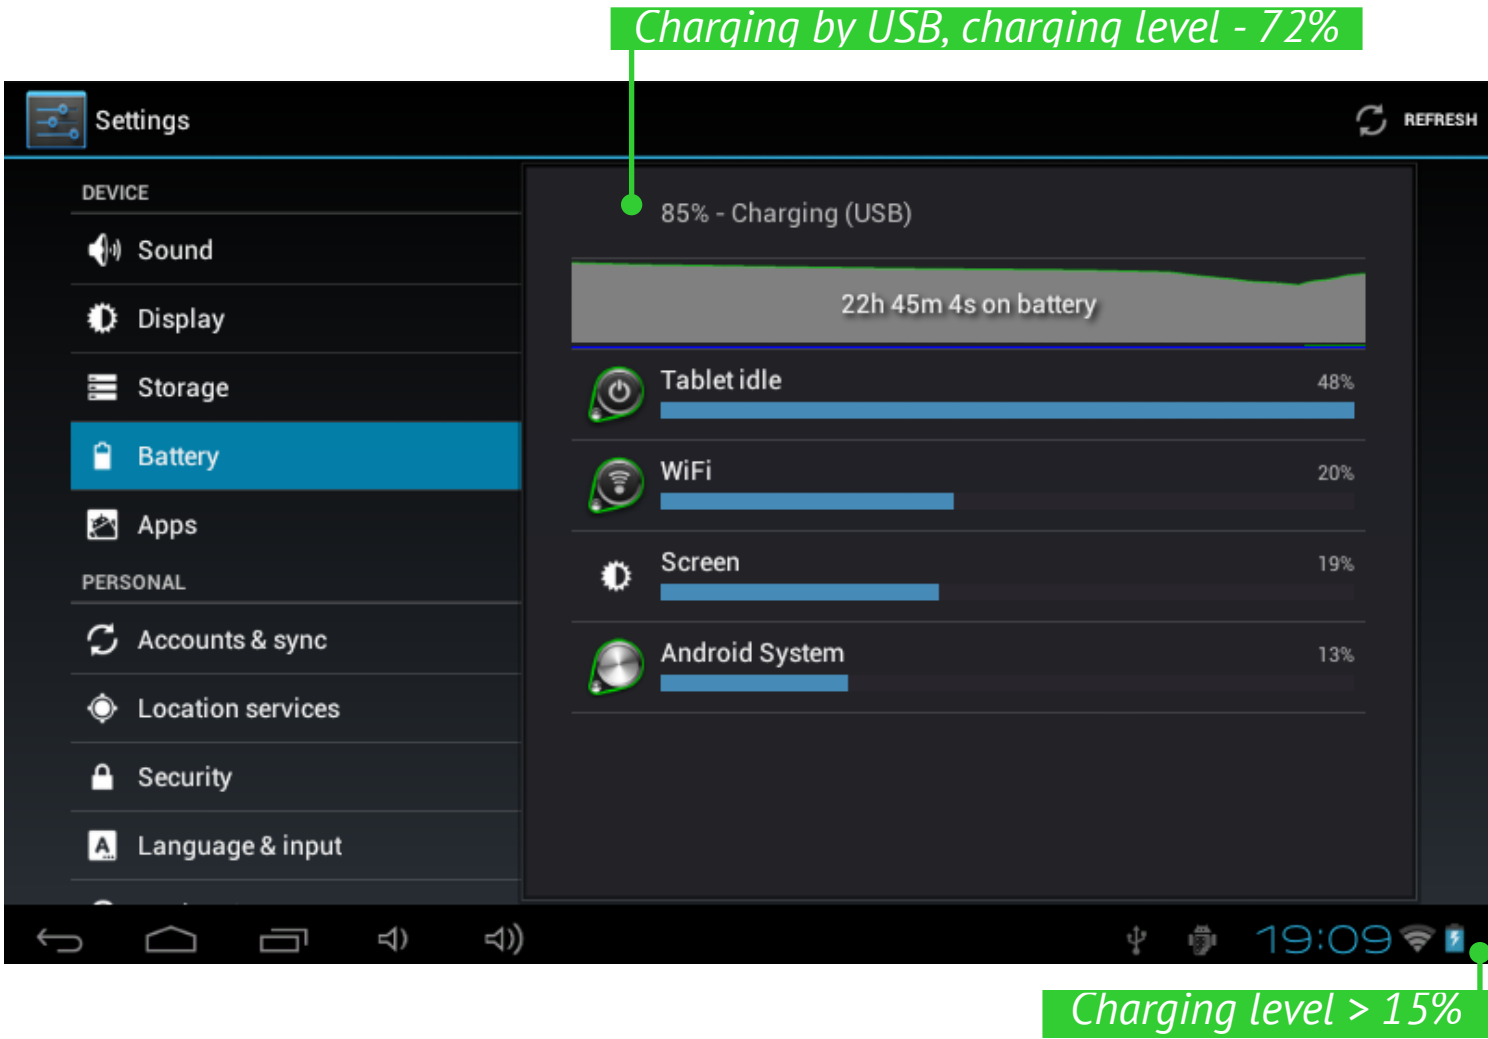 Charging by USB, charging level - 72%
Settings
REFRESH
DEVICE
Sound
Display
Storage
Battery
Apps
PERSONAL
Accounts & sync
Location services
Security
Language & input
85% - Charging (USB)
22h 45m 4s on battery
Tablet idle
48%
WiFi
20%
Screen
19%
Android System
13%
19:09
Charging level > 15%